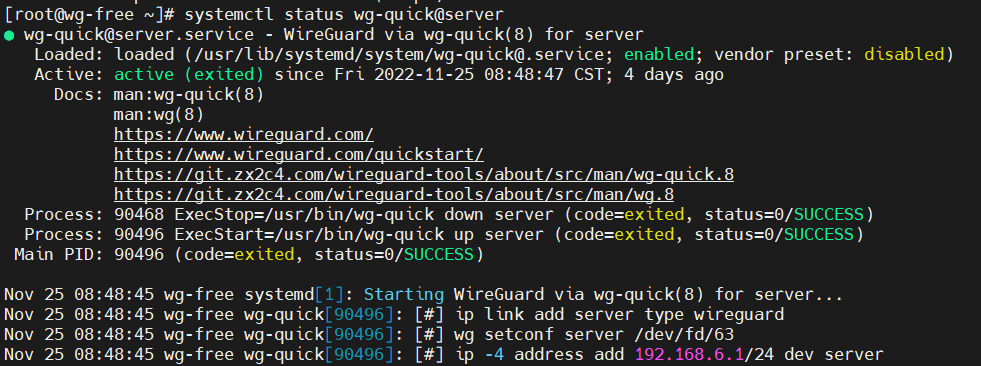 [root@wg-free ~]# systemctl status wg-quick@server
● wg-quick@server.service - WireGuard via wg-quick(8) for server
Loaded: loaded (/usr/lib/systemd/system/wg-quick@.service; enabled; vendor preset: disabled)
Active: active (exited) since Fri 2022-11-25 08:48:47 CST; 4 days ago
Docs: man:wg-quick(8)
man:wg(8)
https://www.wireguard.com/
https://www.wireguard.com/quickstart/
https://git.zx2c4.com/wireguard-tools/about/src/man/wg-quick.8
https://git.zx2c4.com/wireguard-tools/about/src/man/wg.8
Process: 90468 ExecStop=/usr/bin/wg-quick down server (code=exited, status=0/SUCCESS)
Process: 90496 ExecStart=/usr/bin/wg-quick up server (code=exited, status=0/SUCCESS)
Main PID: 90496 (code=exited, status=0/SUCCESS)
Nov 25 08:48:45 wg-free systemd[1]: Starting WireGuard via wg-quick(8) for server...
Nov 25 08:48:45 wg-free wg-quick[90496]: [#] ip link add server type wireguard
Nov 25 08:48:45 wg-free wg-quick[90496]: [#] wg setconf server /dev/fd/63
Nov 25 08:48:45 wg-free wg-quick[90496]: [#] ip -4 address add 192.168.6.1/24 dev server